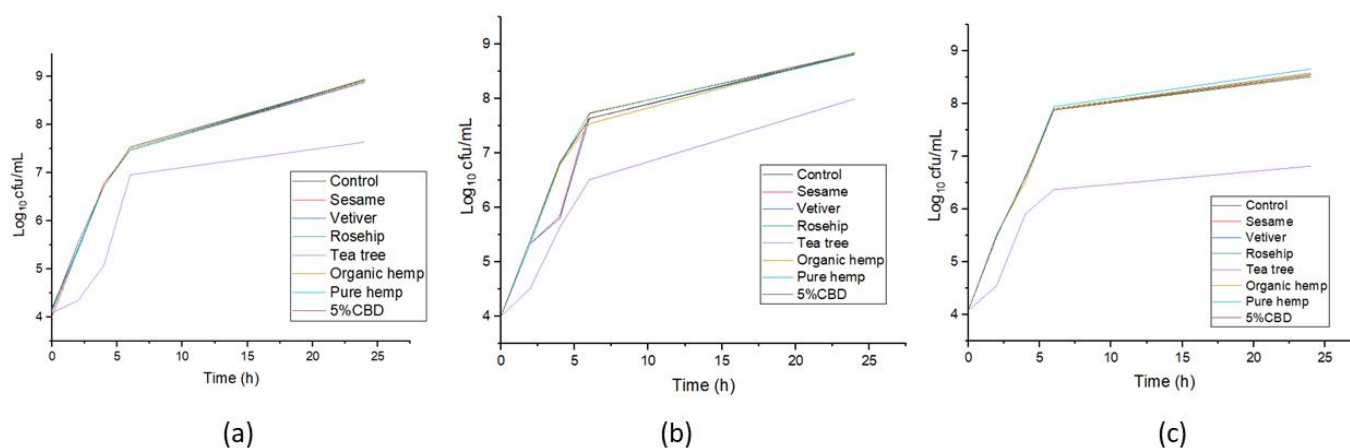 Log10 cfu/mL
9
8
7
6
5
4
Control
Sesame
Vetiver
Rosehip
Tea tree
Organic hemp
Pure hemp
5%CBD
0 5 10 15 20 25
Time (h)
(a)
Log10 cfu/mL
9
8
7
6
5
4
Control
Sesame
Vetiver
Rosehip
Tea tree
Organic hemp
Pure hemp
5%CBD
0 5 10 15 20 25
Time (h)
(b)
Log10 cfu/mL
9
8
7
6
5
4
Control
Sesame
Vetiver
Rosehip
Tea tree
Organic hemp
Pure hemp
5%CBD
0 5 10 15 20 25
Time (h)
(c)